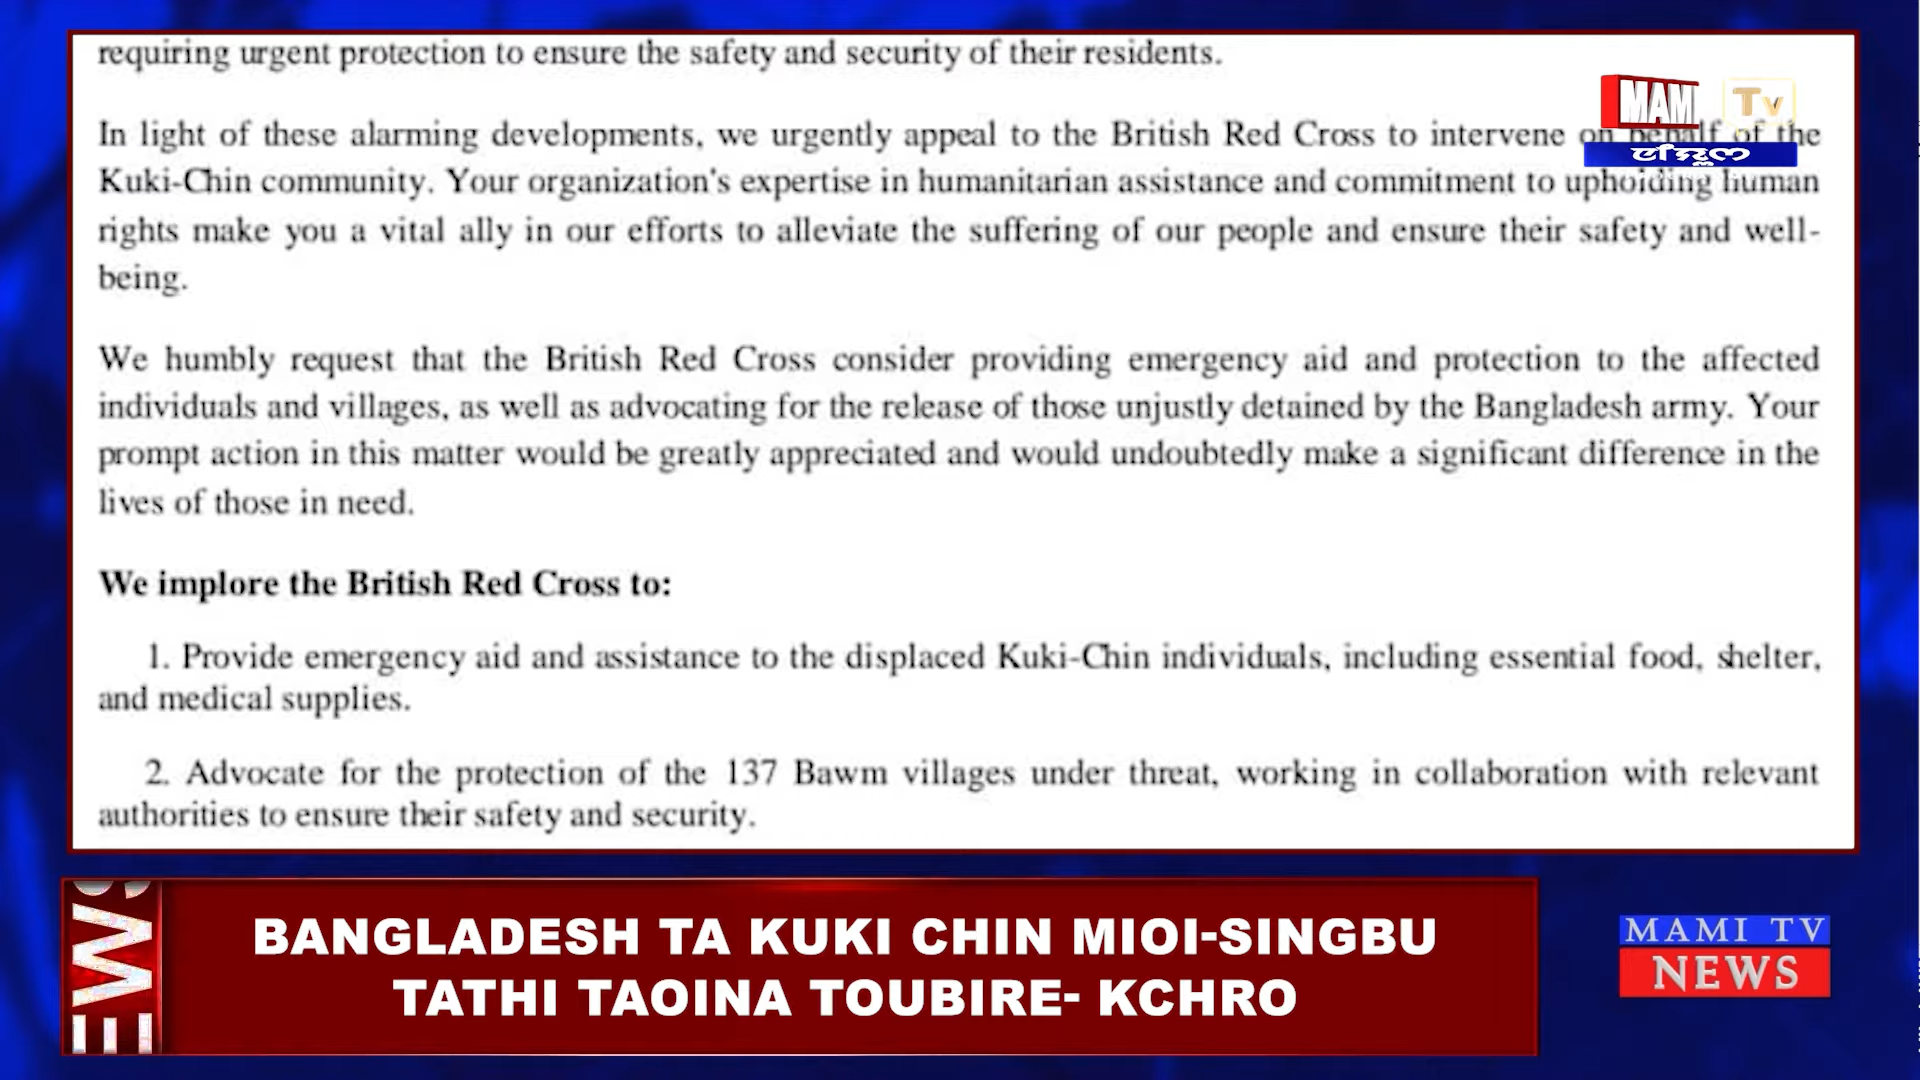 requiring urgent protection to ensure the safety and security of their residents.
In light of these alarming developments, we urgently appeal to the British Red Cross to intervene on behalf of the
Kuki-Chin community. Your organization's expertise in humanitarian assistance and commitment to upholding human
rights make you a vital ally in our efforts to alleviate the suffering of our people and ensure their safety and well-
being.
We humbly request that the British Red Cross consider providing emergency aid and protection to the affected
individuals and villages, as well as advocating for the release of those unjustly detained by the Bangladesh army. Your
prompt action in this matter would be greatly appreciated and would undoubtedly make a significant difference in the
lives of those in need.
We implore the British Red Cross to:
1. Provide emergency aid and assistance to the displaced Kuki-Chin individuals, including essential food, shelter,
and medical supplies.
2. Advocate for the protection of the 137 Bawm villages under threat, working in collaboration with relevant
authorities to ensure their safety and security.
MAMI Tv
EWS
BANGLADESH TA KUKI CHIN MIOI-SINGBU
TATHI TAOINA TOUBIRE- KCHRO
MAMI TV
NEWS